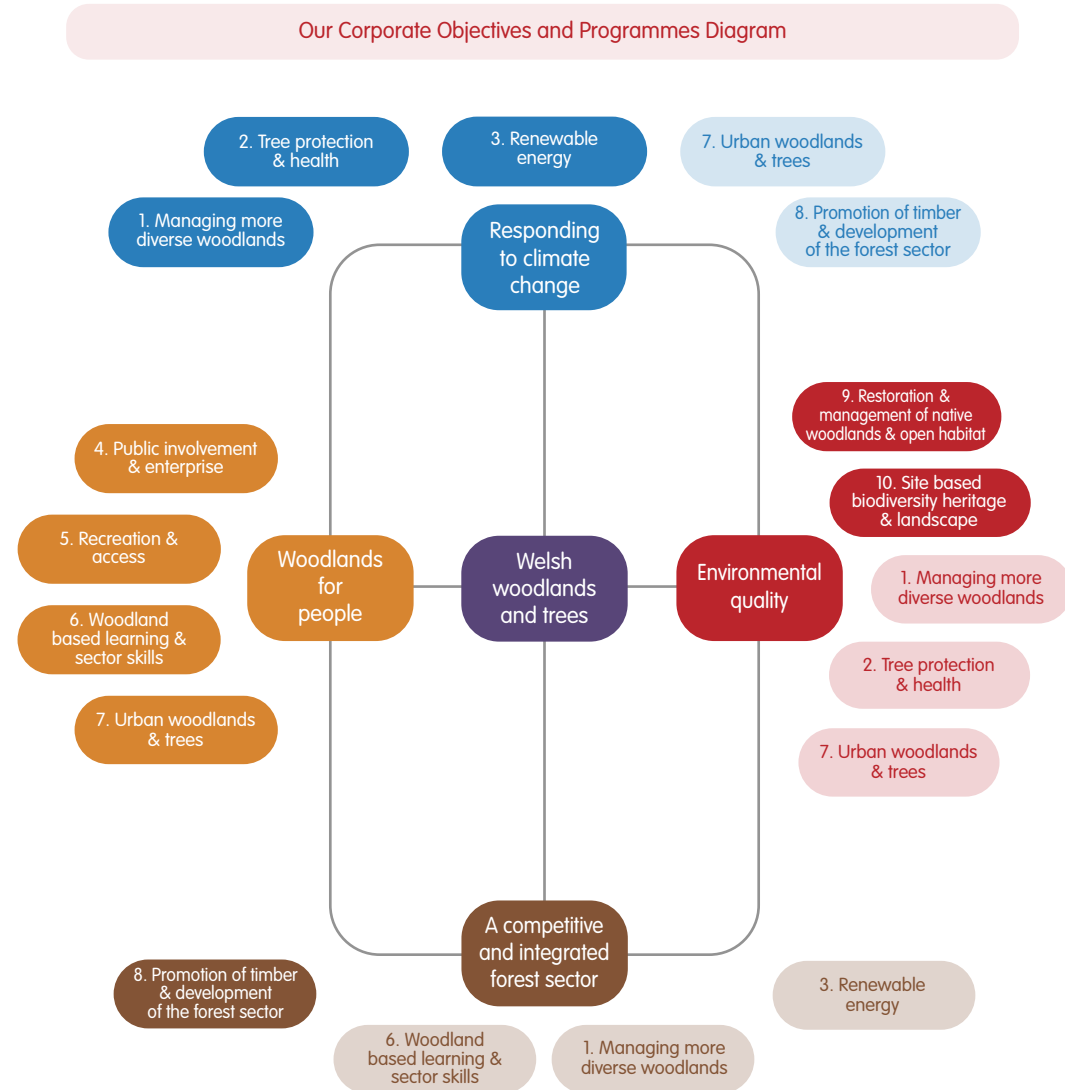 Our Corporate Objectives and Programmes Diagram
2. Tree protection
& health
3. Renewable
energy
7. Urban woodlands
& trees
1. Managing more
diverse woodlands
Responding
to climate
change
8. Promotion of timber
& development
of the forest sector
4. Public involvement
& enterprise
5. Recreation &
access
6. Woodland
based learning &
sector skills
7. Urban woodlands
& trees
Woodlands
for
people
Welsh
woodlands
and trees
Environmental
quality
9. Restoration &
management of native
woodlands & open habitat
10. Site based
biodiversity heritage
& landscape
1. Managing more
diverse woodlands
2. Tree protection
& health
7. Urban woodlands
& trees
A competitive
and integrated
forest sector
8. Promotion of timber
& development
of the forest sector
6. Woodland
based learning &
sector skills
1. Managing more
diverse woodlands
3. Renewable
energy